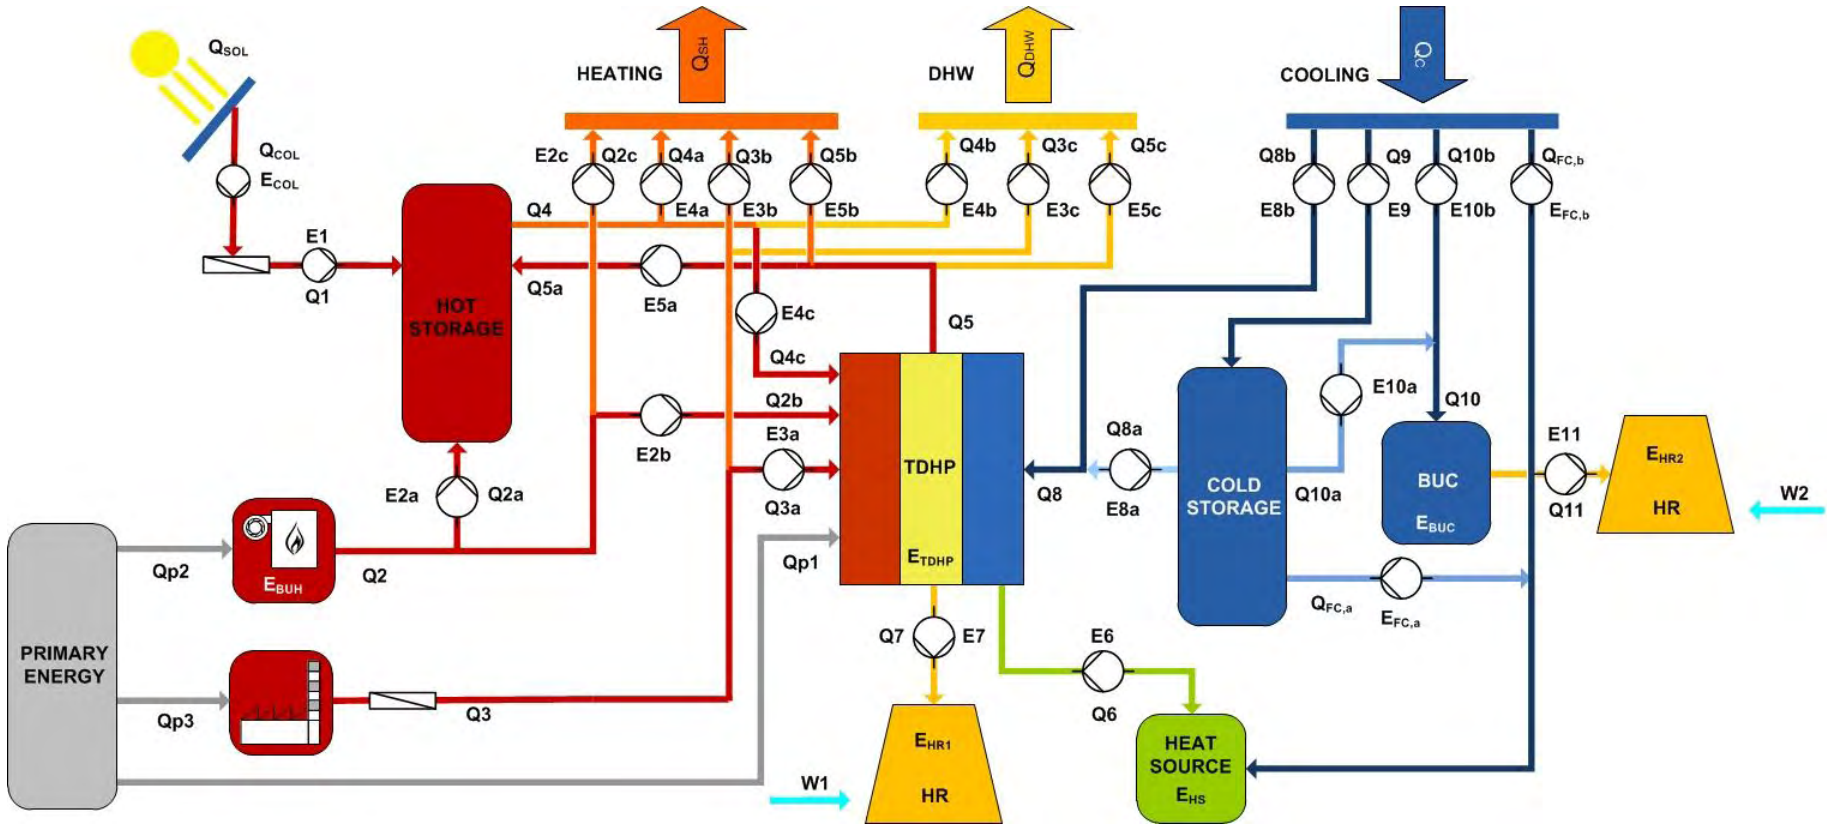 QSOL
QCOL
ECOL
E1
Q1
HEATING
QSH
DHW
QDHW
COOLING
QC
E2c
Q2c
Q4a
Q3b
Q5b
Q4b
Q3c
Q5c
Q8b
Q9
Q10b
QFC,b
Q4
E4a
E3b
E5b
E4b
E3c
E5c
E8b
E9
E10b
EFC,b
HOT
STORAGE
Q5a
E5a
E4c
Q5
Q4c
Q2b
E2b
E3a
Q3a
E10a
Q10
E2a
Q2a
TDHP
ETDHP
Q8
Q8a
E8a
COLD
STORAGE
Q10a
BUC
EBUC
E11
Q11
EHR2
HR
W2
Qp2
EBUH
Q2
Qp1
QFC,a
EFC,a
PRIMARY
ENERGY
Qp3
Q3
Q7
E7
E6
Q6
EHR1
HR
W1
HEAT
SOURCE
EHS